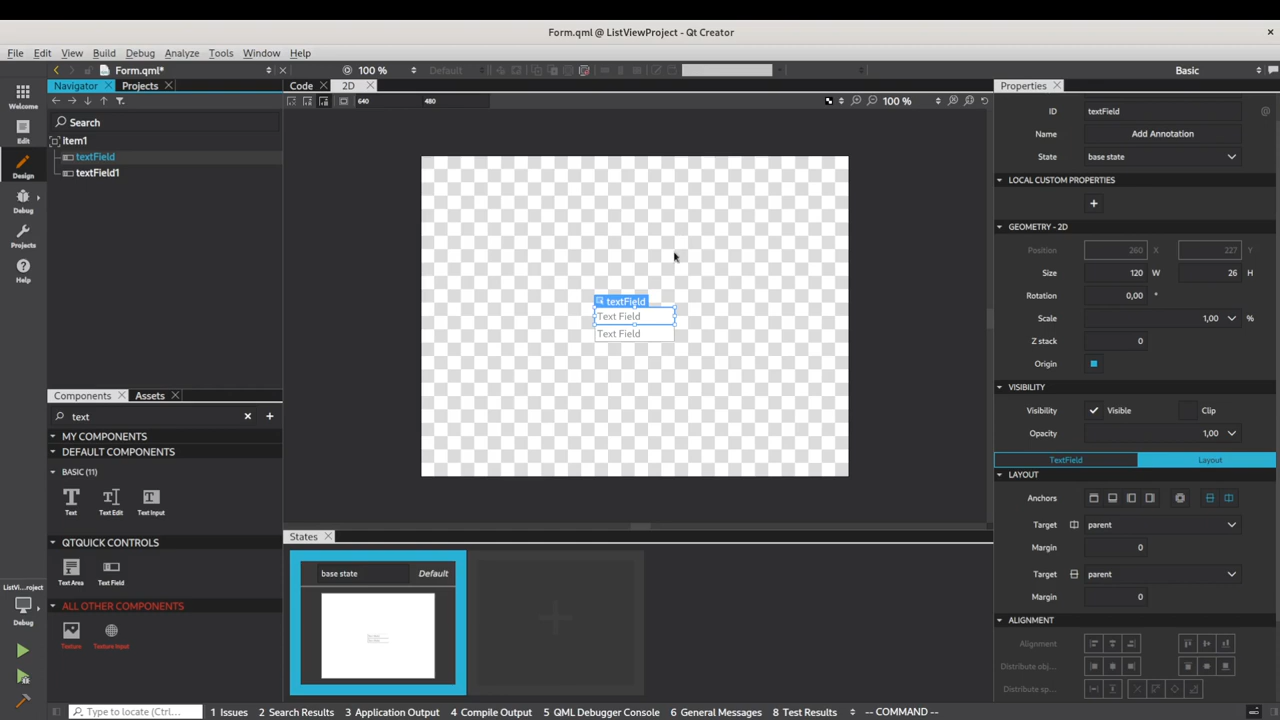 Form.qml @ ListViewProject - Qt Creator
File Edit View Build Debug Analyze Tools Window Help
Form.qml* 100 % Default Basic
Navigator Projects Code 2D Properties
640 480 100 %
Welcome
Edit
Design
Debug
Projects
Help
Search
item1
textField
textField1
Components Assets
text
MY COMPONENTS
DEFAULT COMPONENTS
BASIC (11)
Text Text Edit Text Input
QTQUICK CONTROLS
Text Area Text Field
ALL OTHER COMPONENTS
Texture Texture Input
ListVi...roject
Debug
textField
Text Field
Text Field
States
base state Default
ID textField
Name Add Annotation
State base state
LOCAL CUSTOM PROPERTIES
GEOMETRY - 2D
Position 260 X 227 Y
Size 120 W 26 H
Rotation 0,00 °
Scale 1,00 %
Z stack 0
Origin
VISIBILITY
Visibility Visible Clip
Opacity 1,00
TextField Layout
LAYOUT
Anchors
Target parent
Margin 0
Target parent
Margin 0
ALIGNMENT
Alignment
Distribute obj...
Distribute sp...
Type to locate (Ctrl... 1 Issues 2 Search Results 3 Application Output 4 Compile Output 5 QML Debugger Console 6 General Messages 8 Test Results -- COMMAND --